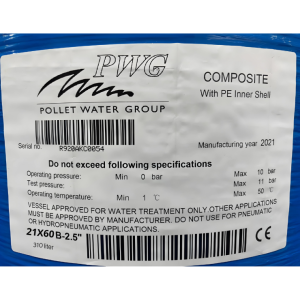 PWG
POLLET WATER GROUP
COMPOSITE
With PE Inner Shell
Serial no. R920AKC0054
Manufacturing year 2021
Do not exceed following specifications
Operating pressure: Min 0 bar Max 10 bar
Test pressure: Max 11 bar
Operating temperature: Min 1 °C Max 50 °C
VESSEL APPROVED FOR WATER TREATMENT ONLY OTHER APPLICATIONS
MUST BE APPROVED BY MANUFACTURER. DO NOT USE FOR PNEUMATIC
OR HYDROPNEUMATIC APPLICATIONS.
21X60B-2.5"
310 liter
CE